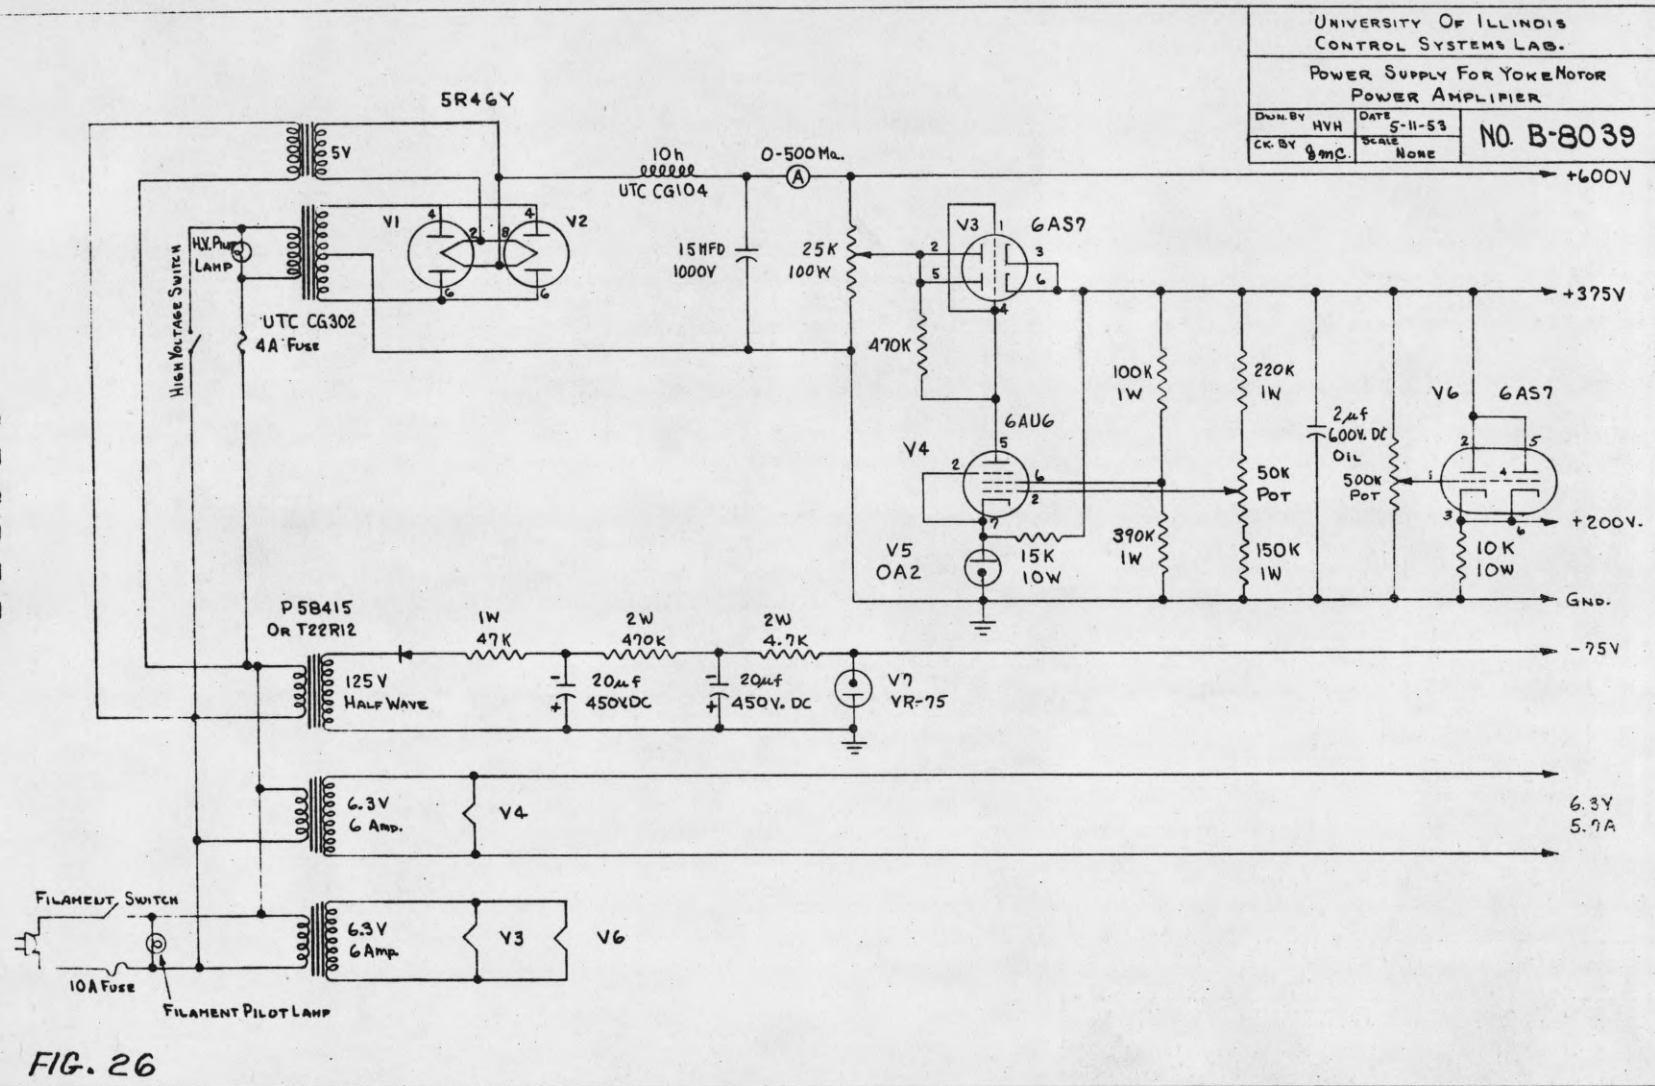 UNIVERSITY OF ILLINOIS
CONTROL SYSTEMS LAB.
POWER SUPPLY FOR YOKE MOTOR
POWER AMPLIFIER
DWN. BY HVH
DATE 5-11-53
CK. BY JMC.
SCALE NONE
NO. B-8039
5R4GY
5V
10h
UTC CG104
0-500 Ma.
A
+600V
V1
4
2
6
V2
4
8
6
H.V. PILOT
LAMP
HIGH VOLTAGE SWITCH
UTC CG302
4A FUSE
15MFD
1000V
25K
100W
V3
6AS7
1
2
3
5
6
4
+375V
470K
100K
1W
220K
1W
2µf
600V. DC
OIL
V6
6AS7
2
5
1
4
3
6
500K
POT
6AU6
V4
5
2
6
2
7
50K
POT
+200V.
V5
OA2
15K
10W
390K
1W
150K
1W
10K
10W
GND.
P58415
OR T22R12
1W
47K
2W
470K
2W
4.7K
-75V
125V
HALF WAVE
-
+
20µf
450V DC
-
+
20µf
450V. DC
V7
VR-75
6.3V
6 AMP.
V4
6.3V
5.7A
FILAMENT SWITCH
6.3V
6 AMP
V3
V6
10A FUSE
FILAMENT PILOT LAMP
FIG. 26